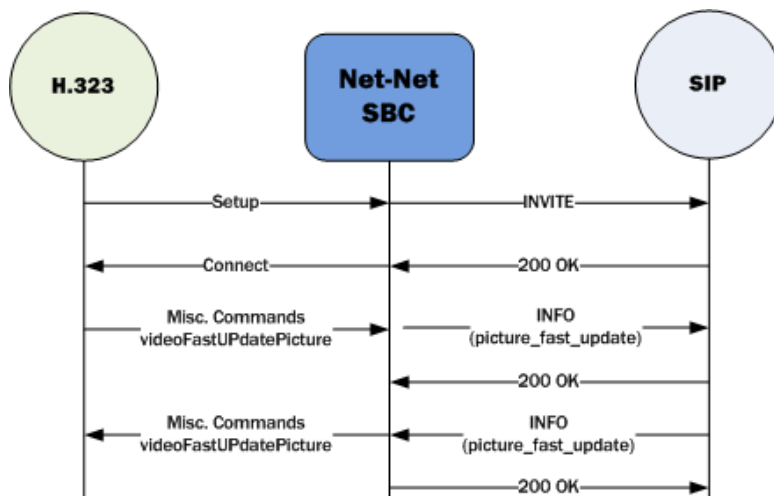 H.323
Net-Net
SBC
SIP
Setup
INVITE
Connect
200 OK
Misc. Commands
videoFastUPdatePicture
INFO
(picture_fast_update)
200 OK
Misc. Commands
videoFastUPdatePicture
INFO
(picture_fast_update)
200 OK